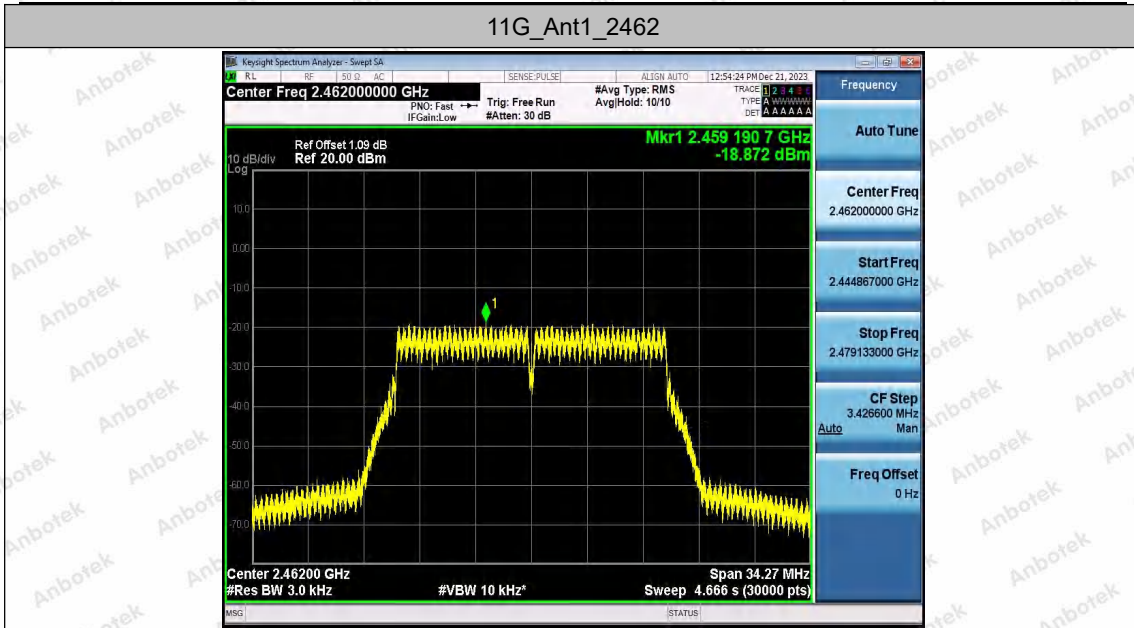 11G_Ant1_2462
Keysight Spectrum Analyzer - Swept SA
RL RF 50 Ω AC SENSE:PULSE ALIGN AUTO 12:54:24 PM Dec 21, 2023
Center Freq 2.462000000 GHz
#Avg Type: RMS
TRACE 1 2 3 4 5 6
PNO: Fast Trig: Free Run Avg|Hold: 10/10
TYPE A WWWWW
IFGain:Low #Atten: 30 dB
DET A A A A A A
Mkr1 2.459 190 7 GHz
-18.872 dBm
Ref Offset 1.09 dB
10 dB/div Ref 20.00 dBm
Log
10.0
0.00
-10.0
1
-20.0
-30.0
-40.0
-50.0
-60.0
-70.0
Center 2.46200 GHz Span 34.27 MHz
#Res BW 3.0 kHz #VBW 10 kHz* Sweep 4.666 s (30000 pts)
MSG STATUS
Frequency
Auto Tune
Center Freq
2.462000000 GHz
Start Freq
2.444867000 GHz
Stop Freq
2.479133000 GHz
CF Step
3.426600 MHz
Auto Man
Freq Offset
0 Hz
Anbotek